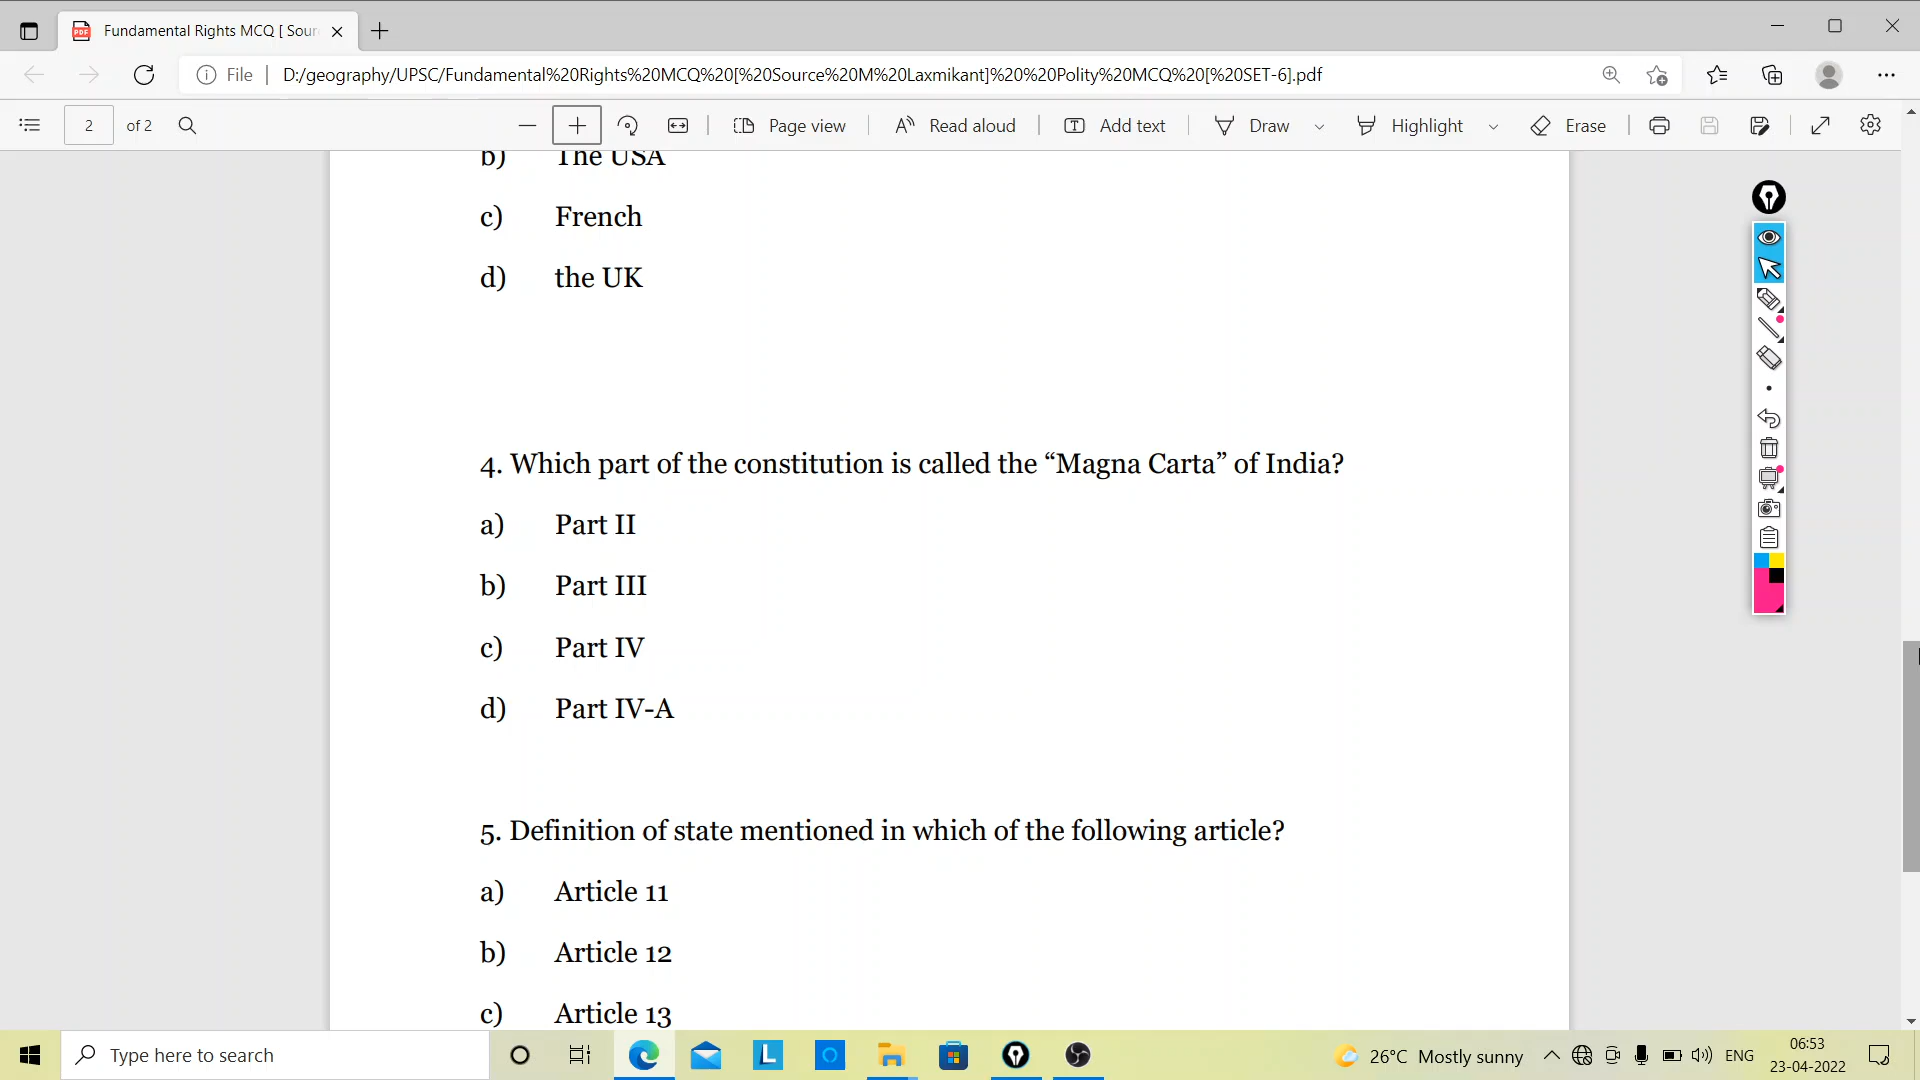 Fundamental Rights MCQ [ Sour
File
D:/geography/UPSC/Fundamental%20Rights%20MCQ%20[%20Source%20M%20Laxmikant]%20%20Polity%20MCQ%20[%20SET-6].pdf
2 of 2
Page view
Read aloud
Add text
Draw
Highlight
Erase
b) The USA
c) French
d) the UK
4. Which part of the constitution is called the “Magna Carta” of India?
a) Part II
b) Part III
c) Part IV
d) Part IV-A
5. Definition of state mentioned in which of the following article?
a) Article 11
b) Article 12
c) Article 13
Type here to search
L
26°C Mostly sunny
ENG
06:53
23-04-2022